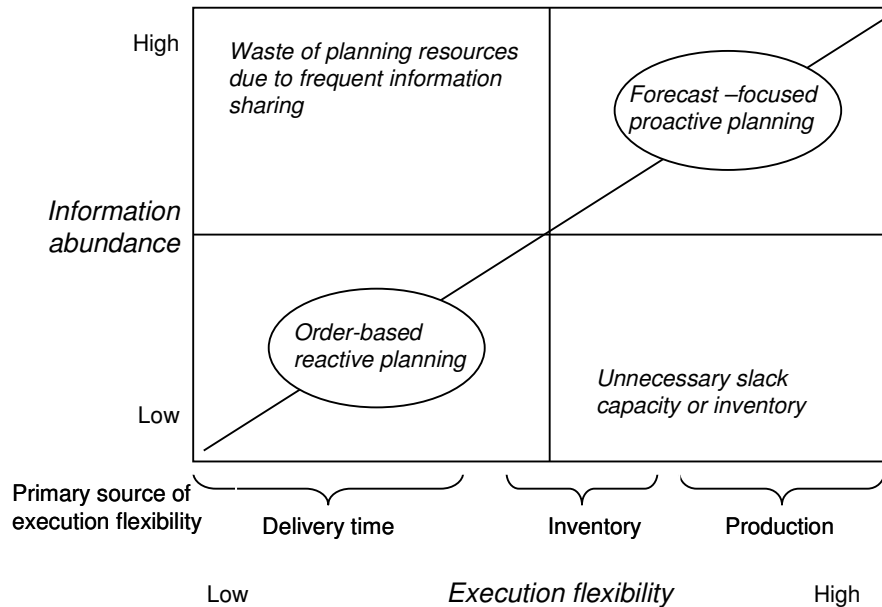 High
Waste of planning resources
due to frequent information
sharing
Forecast –focused
proactive planning
Information
abundance
Order-based
reactive planning
Unnecessary slack
capacity or inventory
Low
Primary source of
execution flexibility
Delivery time
Inventory
Production
Low
Execution flexibility
High